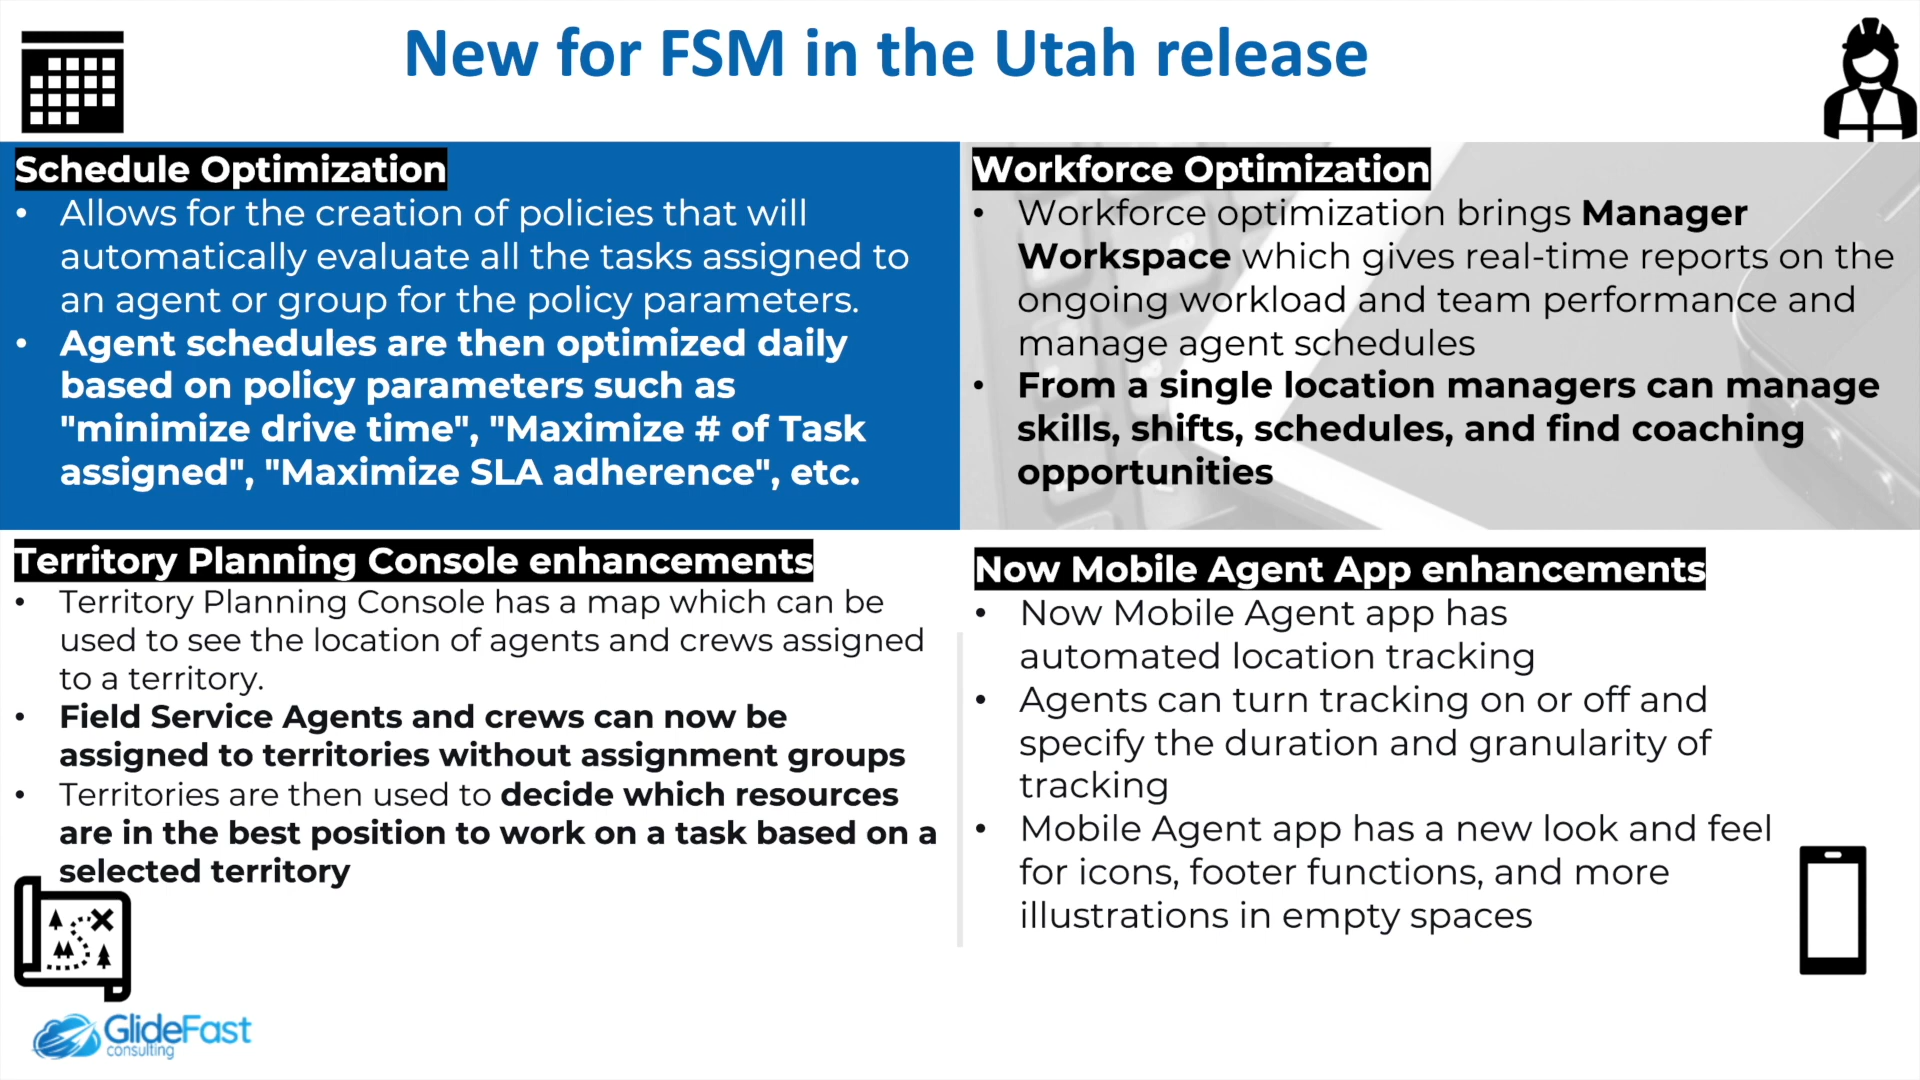 New for FSM in the Utah release
Schedule Optimization
• Allows for the creation of policies that will
automatically evaluate all the tasks assigned to
an agent or group for the policy parameters.
• Agent schedules are then optimized daily
based on policy parameters such as
"minimize drive time", "Maximize # of Task
assigned", "Maximize SLA adherence", etc.
Workforce Optimization
• Workforce optimization brings Manager
Workspace which gives real-time reports on the
ongoing workload and team performance and
manage agent schedules
• From a single location managers can manage
skills, shifts, schedules, and find coaching
opportunities
Territory Planning Console enhancements
• Territory Planning Console has a map which can be
used to see the location of agents and crews assigned
to a territory.
• Field Service Agents and crews can now be
assigned to territories without assignment groups
• Territories are then used to decide which resources
are in the best position to work on a task based on a
selected territory
Now Mobile Agent App enhancements
• Now Mobile Agent app has
automated location tracking
• Agents can turn tracking on or off and
specify the duration and granularity of
tracking
• Mobile Agent app has a new look and feel
for icons, footer functions, and more
illustrations in empty spaces
GlideFast
consulting